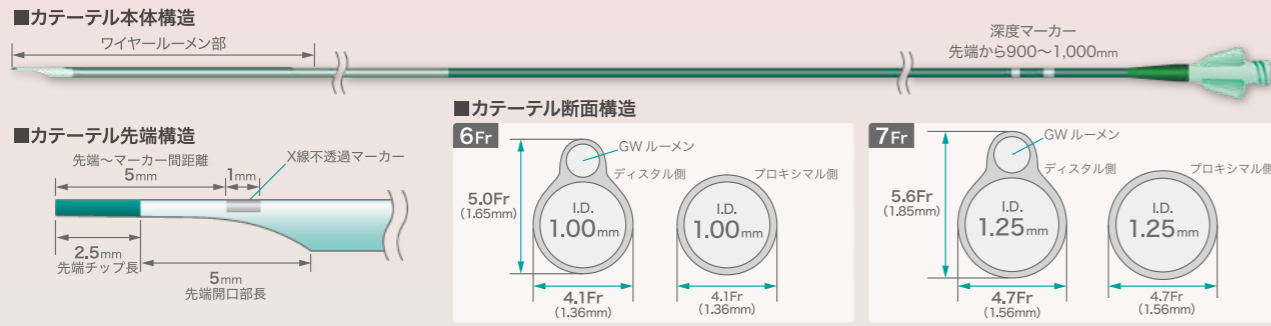 ■カテーテル本体構造
ワイヤールーメン部
深度マーカー
先端から900〜1,000mm
■カテーテル先端構造
先端〜マーカー間距離
5mm
1mm
X線不透過マーカー
2.5mm
先端チップ長
5mm
先端開口部長
■カテーテル断面構造
6Fr
GW ルーメン
ディスタル側
プロキシマル側
5.0Fr
(1.65mm)
I.D.
1.00mm
I.D.
1.00mm
4.1Fr
(1.36mm)
4.1Fr
(1.36mm)
7Fr
GW ルーメン
ディスタル側
プロキシマル側
5.6Fr
(1.85mm)
I.D.
1.25mm
I.D.
1.25mm
4.7Fr
(1.56mm)
4.7Fr
(1.56mm)